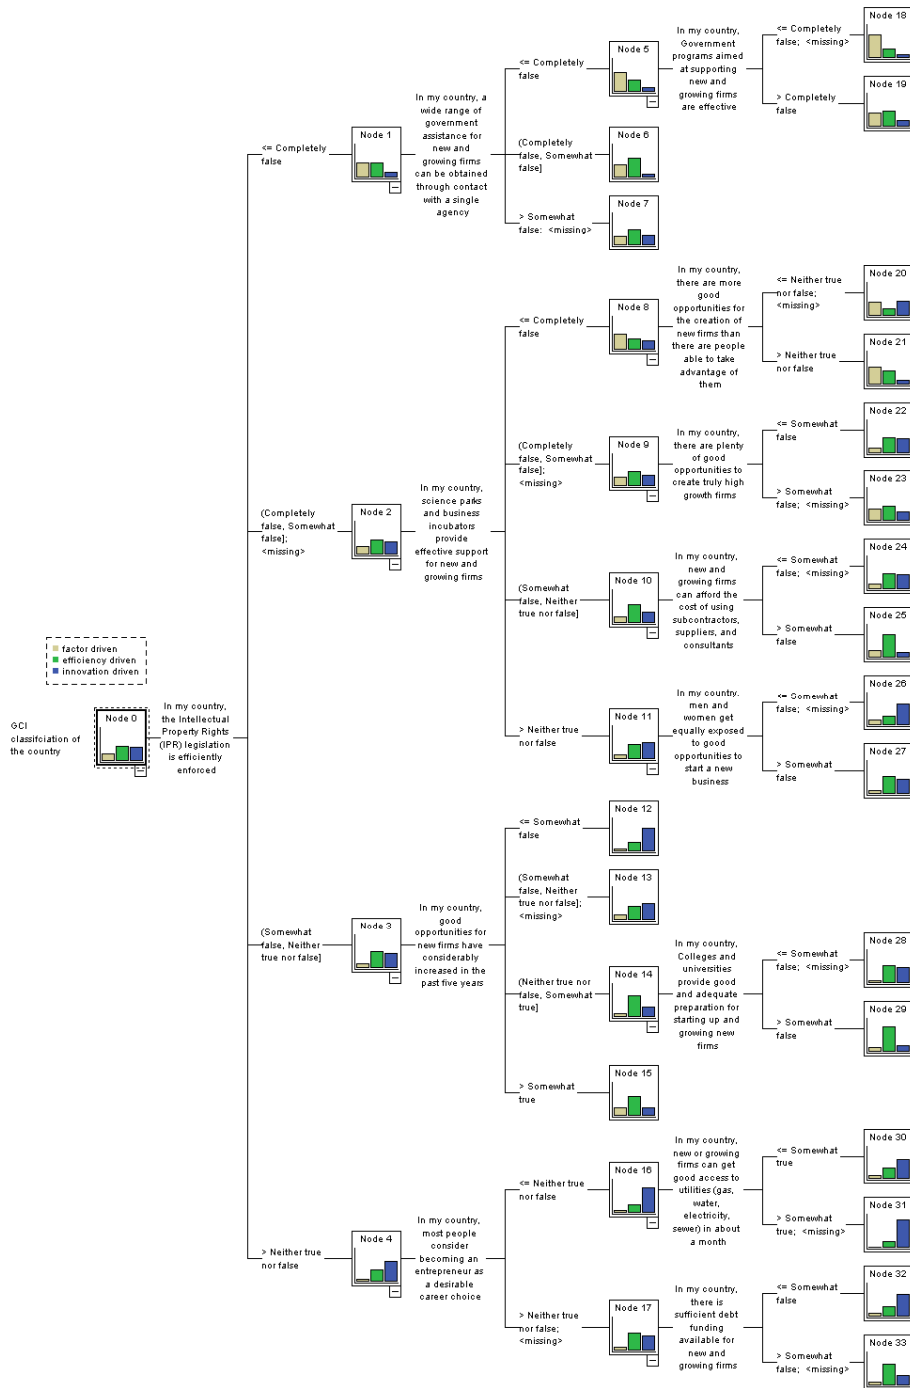 factor driven
efficiency driven
innovation driven
GCI
classifciation of
the country
Node 0
In my country,
the Intellectual
Property Rights
(IPR) legislation
is efficiently
enforced
<= Completely
false
Node 1
In my country, a
wide range of
government
assistance for
new and
growing firms
can be obtained
through contact
with a single
agency
<= Completely
false
Node 5
In my country,
Government
programs aimed
at supporting
new and
growing firms
are effective
<= Completely
false; <missing>
Node 18
> Completely
false
Node 19
(Completely
false, Somewhat
false]
Node 6
> Somewhat
false: <missing>
Node 7
(Completely
false, Somewhat
false];
<missing>
Node 2
In my country,
science parks
and business
incubators
provide
effective support
for new and
growing firms
<= Completely
false
Node 8
In my country,
there are more
good
opportunities for
the creation of
new firms than
there are people
able to take
advantage of
them
<= Neither true
nor false;
<missing>
Node 20
> Neither true
nor false
Node 21
(Completely
false, Somewhat
false];
<missing>
Node 9
In my country,
there are plenty
of good
opportunities to
create truly high
growth firms
<= Somewhat
false
Node 22
> Somewhat
false; <missing>
Node 23
(Somewhat
false, Neither
true nor false]
Node 10
In my country,
new and
growing firms
can afford the
cost of using
subcontractors,
suppliers, and
consultants
<= Somewhat
false; <missing>
Node 24
> Somewhat
false
Node 25
> Neither true
nor false
Node 11
In my country.
men and
women get
equally exposed
to good
opportunities to
start a new
business
<= Somewhat
false; <missing>
Node 26
> Somewhat
false
Node 27
(Somewhat
false, Neither
true nor false]
Node 3
In my country,
good
opportunities for
new firms have
considerably
increased in the
past five years
<= Somewhat
false
Node 12
(Somewhat
false, Neither
true nor false];
<missing>
Node 13
(Neither true nor
false, Somewhat
true]
Node 14
In my country,
Colleges and
universities
provide good
and adequate
preparation for
starting up and
growing new
firms
<= Somewhat
false; <missing>
Node 28
> Somewhat
false
Node 29
> Somewhat
true
Node 15
> Neither true
nor false
Node 4
In my country,
most people
consider
becoming an
entrepreneur as
a desirable
career choice
<= Neither true
nor false
Node 16
In my country,
new or growing
firms can get
good access to
utilities (gas,
water,
electricity,
sewer) in about
a month
<= Somewhat
true
Node 30
> Somewhat
true; <missing>
Node 31
> Neither true
nor false;
<missing>
Node 17
In my country,
there is
sufficient debt
funding
available for
new and
growing firms
<= Somewhat
false
Node 32
> Somewhat
false; <missing>
Node 33